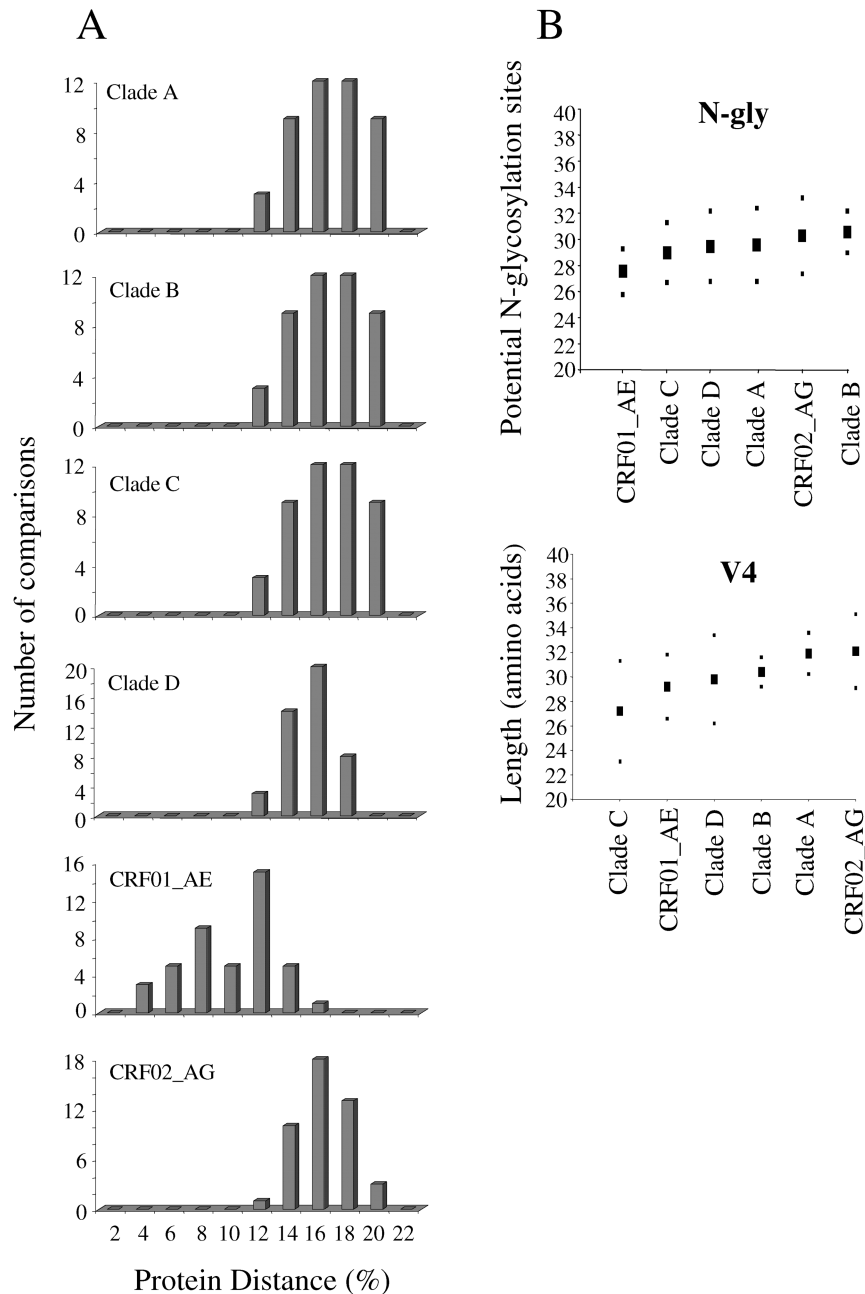 A
Number of comparisons
Clade A
12
8
4
0
Clade B
12
8
4
0
Clade C
12
8
4
0
Clade D
20
16
12
8
4
0
CRF01_AE
16
12
8
4
0
CRF02_AG
18
12
6
0
2 4 6 8 10 12 14 16 18 20 22
Protein Distance (%)
B
N-gly
Potential N-glycosylation sites
40
38
36
34
32
30
28
26
24
22
20
CRF01_AE
Clade C
Clade D
Clade A
CRF02_AG
Clade B
V4
Length (amino acids)
40
38
36
34
32
30
28
26
24
22
20
Clade C
CRF01_AE
Clade D
Clade B
Clade A
CRF02_AG